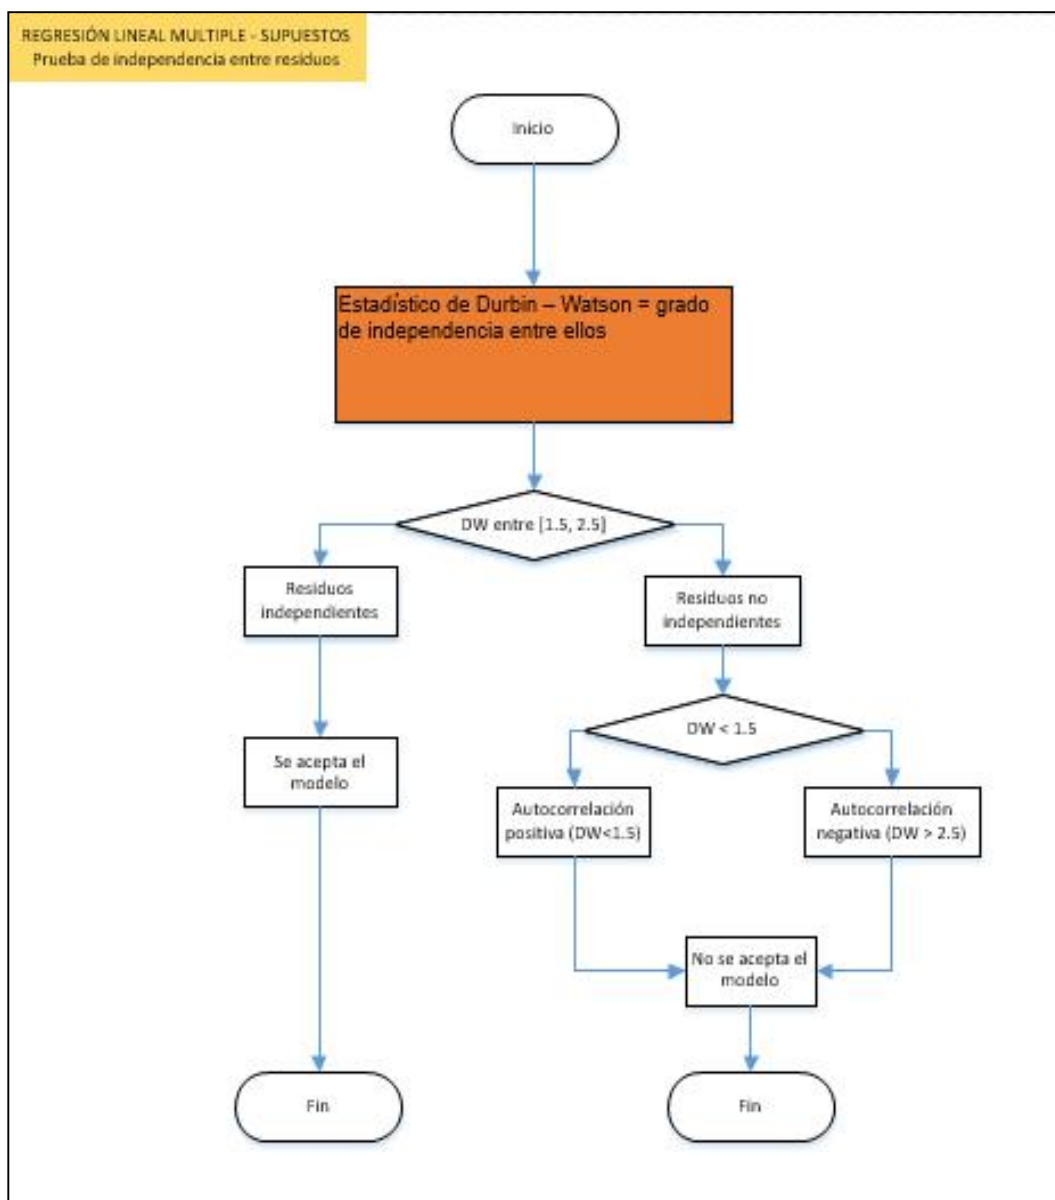 REGRESIÓN LINEAL MULTIPLE - SUPUESTOS
Prueba de independencia entre residuos
Inicio
Estadístico de Durbin – Watson = grado
de independencia entre ellos
DW entre [1.5, 2.5]
Residuos
independientes
Residuos no
independientes
DW < 1.5
Se acepta el
modelo
Autocorrelación
positiva (DW<1.5)
Autocorrelación
negativa (DW > 2.5)
No se acepta el
modelo
Fin
Fin